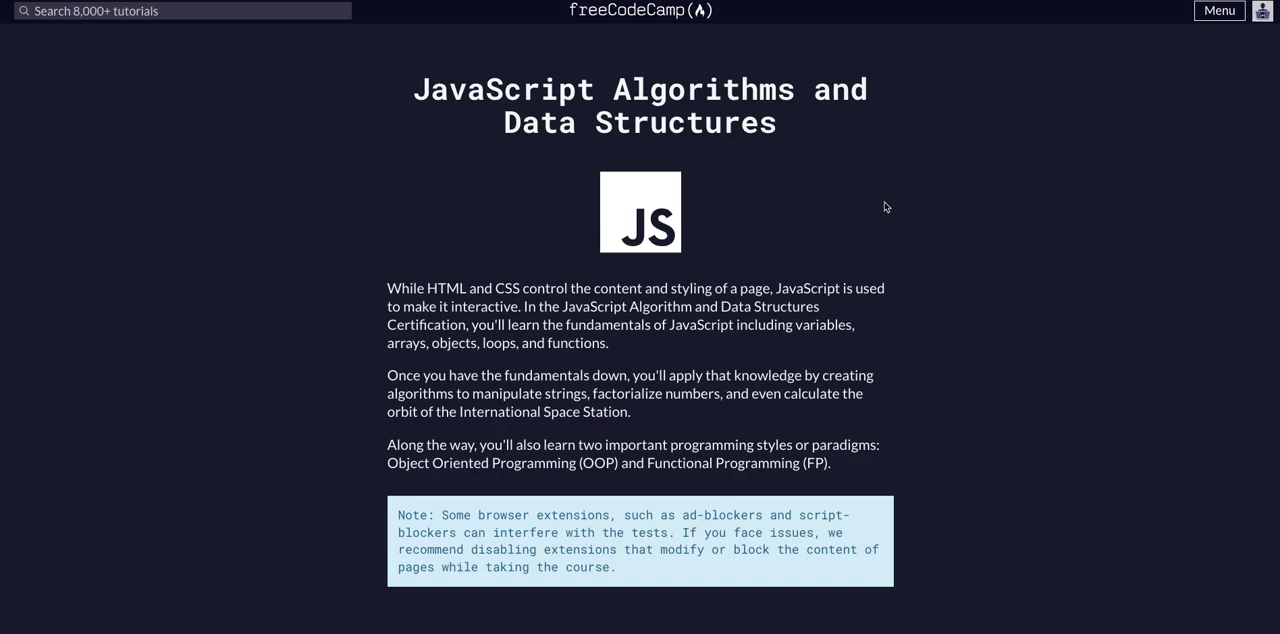 Search 8,000+ tutorials
freeCodeCamp
Menu
JavaScript Algorithms and
Data Structures
JS
While HTML and CSS control the content and styling of a page, JavaScript is used
to make it interactive. In the JavaScript Algorithm and Data Structures
Certification, you'll learn the fundamentals of JavaScript including variables,
arrays, objects, loops, and functions.
Once you have the fundamentals down, you'll apply that knowledge by creating
algorithms to manipulate strings, factorialize numbers, and even calculate the
orbit of the International Space Station.
Along the way, you'll also learn two important programming styles or paradigms:
Object Oriented Programming (OOP) and Functional Programming (FP).
Note: Some browser extensions, such as ad-blockers and script-
blockers can interfere with the tests. If you face issues, we
recommend disabling extensions that modify or block the content of
pages while taking the course.